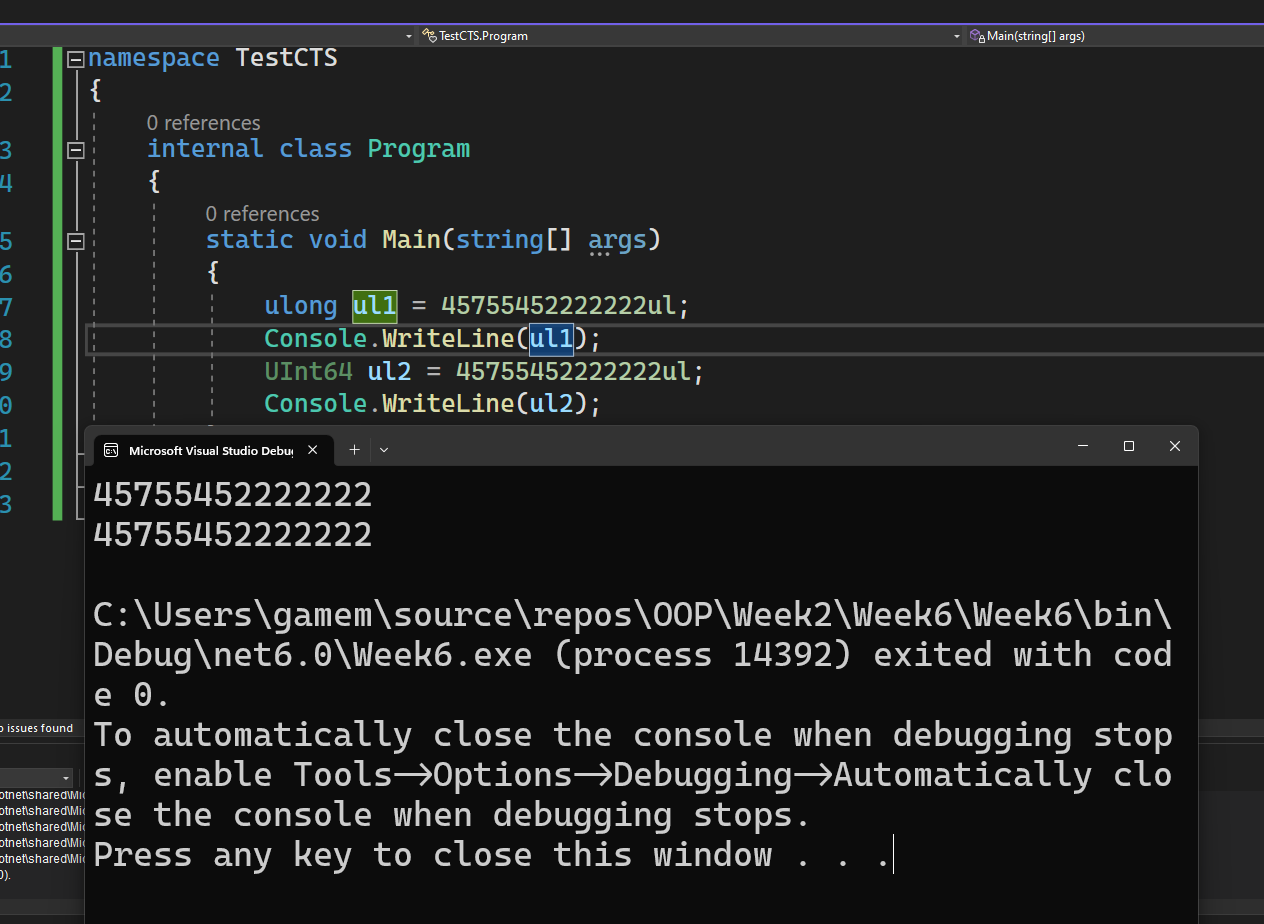 TestCTS.Program Main(string[] args)
1 namespace TestCTS
2 {
0 references
3 internal class Program
4 {
0 references
5 static void Main(string[] args)
6 {
7 ulong ul1 = 45755452222222ul;
8 Console.WriteLine(ul1);
9 UInt64 ul2 = 45755452222222ul;
0 Console.WriteLine(ul2);
1
2
3
Microsoft Visual Studio Debug
45755452222222
45755452222222
C:\Users\gamem\source\repos\OOP\Week2\Week6\Week6\bin\
Debug\net6.0\Week6.exe (process 14392) exited with cod
e 0.
To automatically close the console when debugging stop
s, enable Tools->Options->Debugging->Automatically clo
se the console when debugging stops.
Press any key to close this window . . .
o issues found
otnet\shared\Mic
otnet\shared\Mic
otnet\shared\Mic
otnet\shared\Mic
otnet\shared\Mic
0).